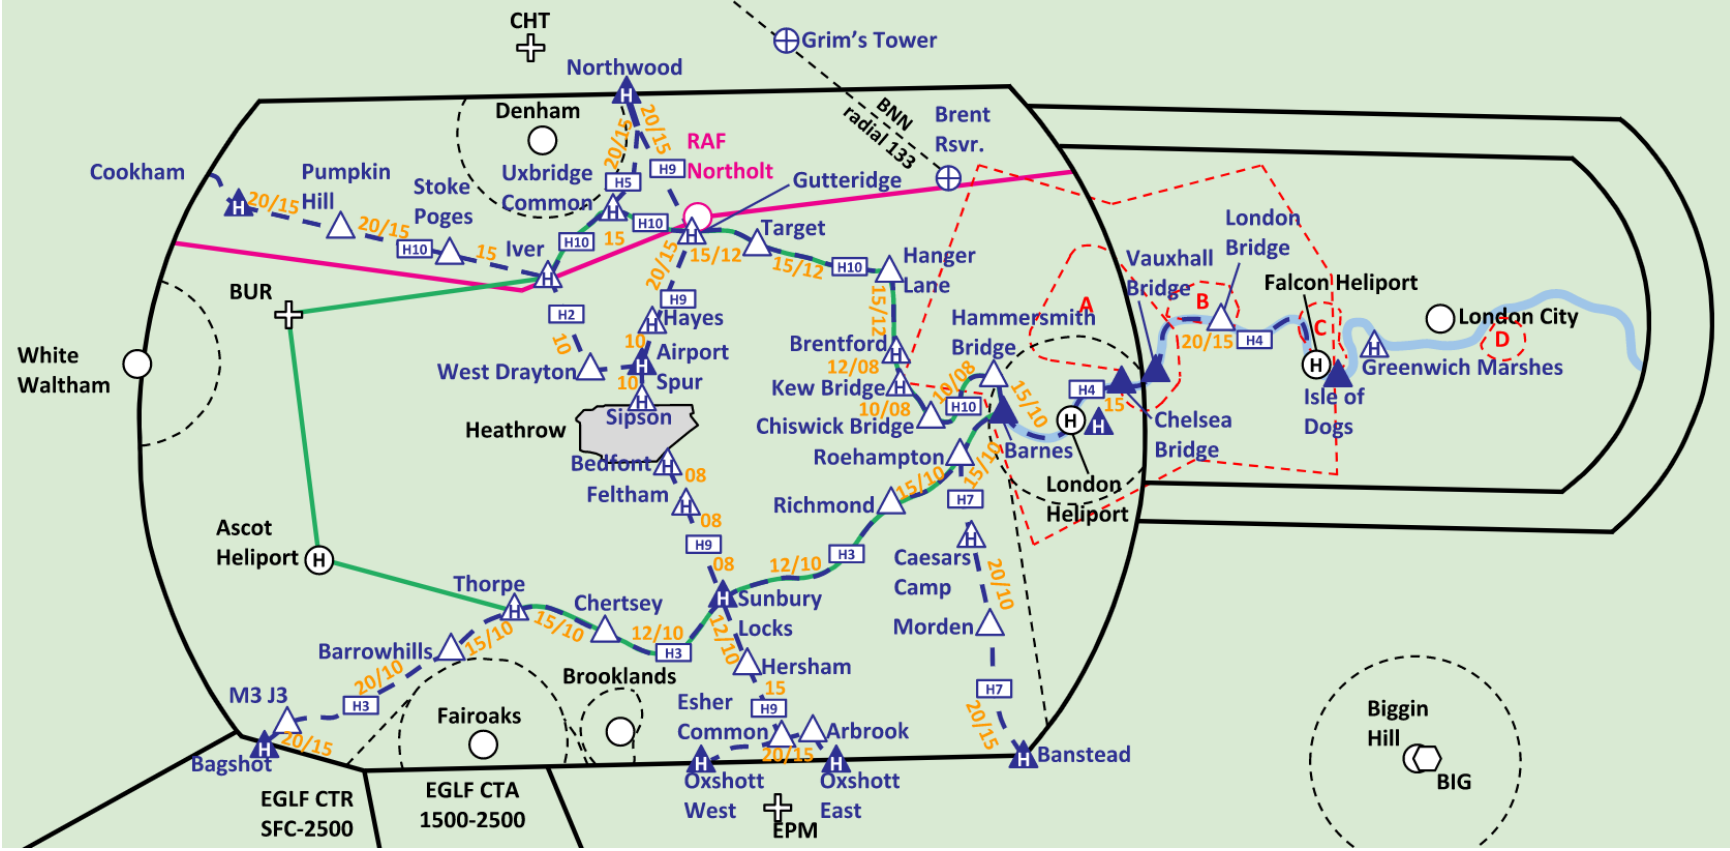 CHT
Grim's Tower
Northwood
Denham
20/15
20/15
BNN
radial 133
Brent
Rsvr.
RAF
Northolt
Cookham
Pumpkin
Hill
Stoke
Poges
Uxbridge
Common
H5
H9
Gutteridge
H
20/15
20/15
H10
15
Iver
H10
15
H
H10
H
15/12
Target
15/12
H10
Hanger
Lane
London
Bridge
Vauxhall
Bridge
Falcon Heliport
BUR
H
H2
20/15
H9
H
Hayes
15/12
A
B
C
London City
D
Hammersmith
Bridge
20/15
H4
White
Waltham
10
West Drayton
10
H
Airport
Spur
10
H
Sipson
Brentford
H
12/08
Kew Bridge
H
10/08
10/08
H10
15/10
H4
15
H
H
Greenwich Marshes
Isle of
Dogs
Heathrow
Chiswick Bridge
H
H
Chelsea
Bridge
Barnes
Bedfont
H
08
Feltham
H
08
Roehampton
15/10
15/10
Richmond
H7
London
Heliport
Ascot
Heliport
H
H9
08
H3
12/10
H
Caesars
Camp
20/10
Thorpe
H
15/10
Chertsey
12/10
H3
H
Sunbury
Locks
12/10
Morden
Barrowhills
15/10
20/10
H3
Hersham
15
H9
Brooklands
H7
20/15
M3 J3
20/15
H
Bagshot
Fairoaks
Esher
Common
Arbrook
20/15
H
H
H
Banstead
Oxshott
West
Oxshott
East
Biggin
Hill
BIG
EGLF CTR
SFC-2500
EGLF CTA
1500-2500
EPM